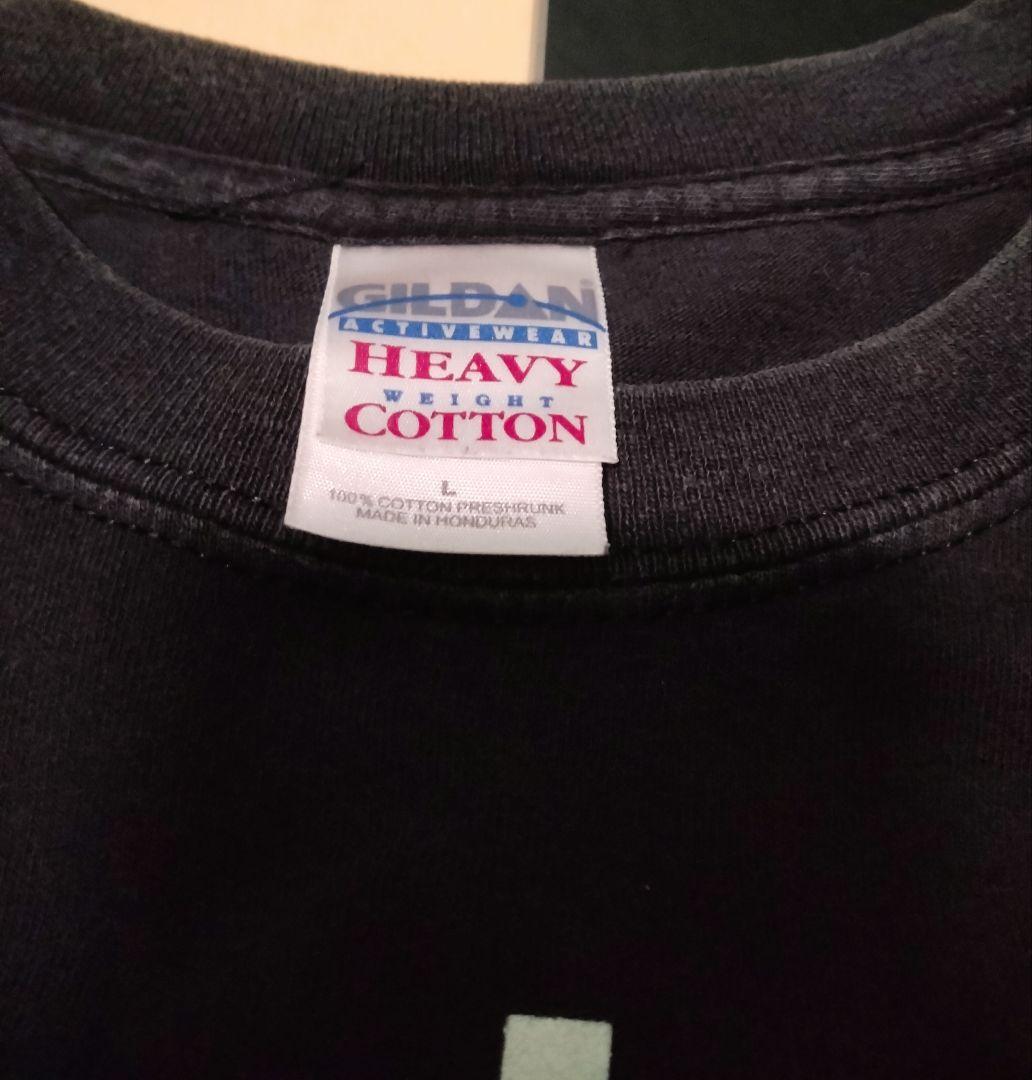 GILDAN
ACTIVEWEAR
HEAVY
WEIGHT
COTTON
L
100% COTTON PRESHRUNK
MADE IN HONDURAS